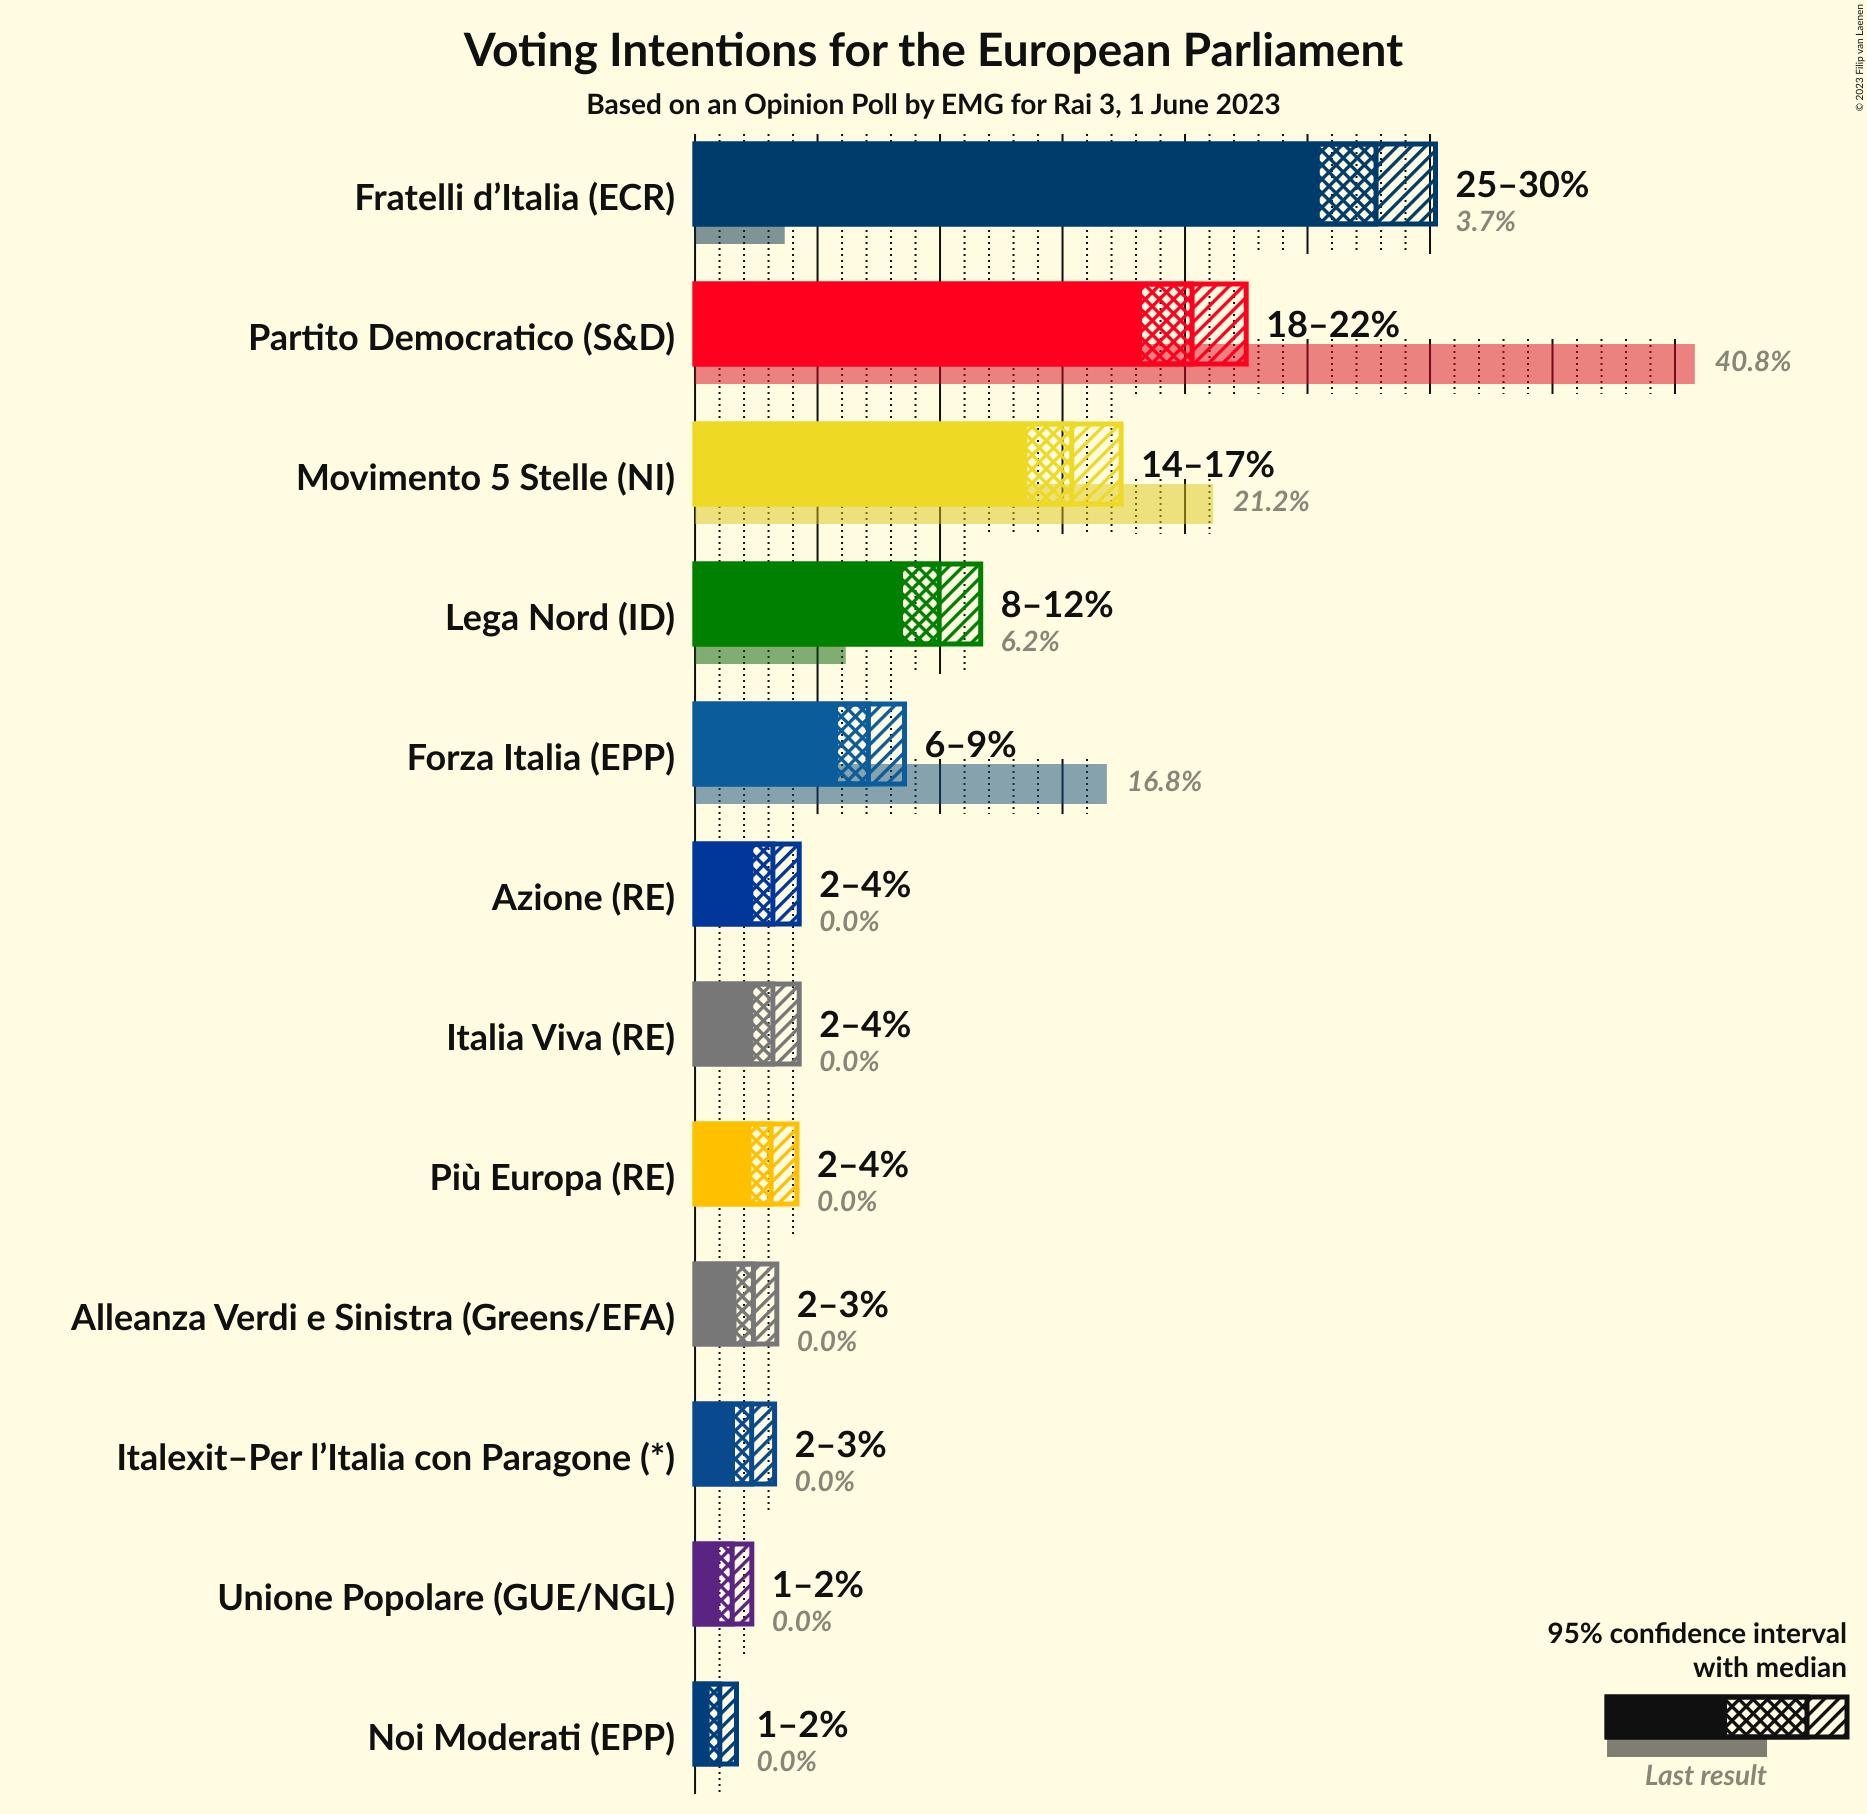 Voting Intentions for the European Parliament
Based on an Opinion Poll by EMG for Rai 3, 1 June 2023
© 2023 Filip van Laenen
Fratelli d’Italia (ECR)
25–30%
3.7%
Partito Democratico (S&D)
18–22%
40.8%
Movimento 5 Stelle (NI)
14–17%
21.2%
Lega Nord (ID)
8–12%
6.2%
Forza Italia (EPP)
6–9%
16.8%
Azione (RE)
2–4%
0.0%
Italia Viva (RE)
2–4%
0.0%
Più Europa (RE)
2–4%
0.0%
Alleanza Verdi e Sinistra (Greens/EFA)
2–3%
0.0%
Italexit–Per l’Italia con Paragone (*)
2–3%
0.0%
Unione Popolare (GUE/NGL)
1–2%
0.0%
Noi Moderati (EPP)
1–2%
0.0%
95% confidence interval
with median
Last result